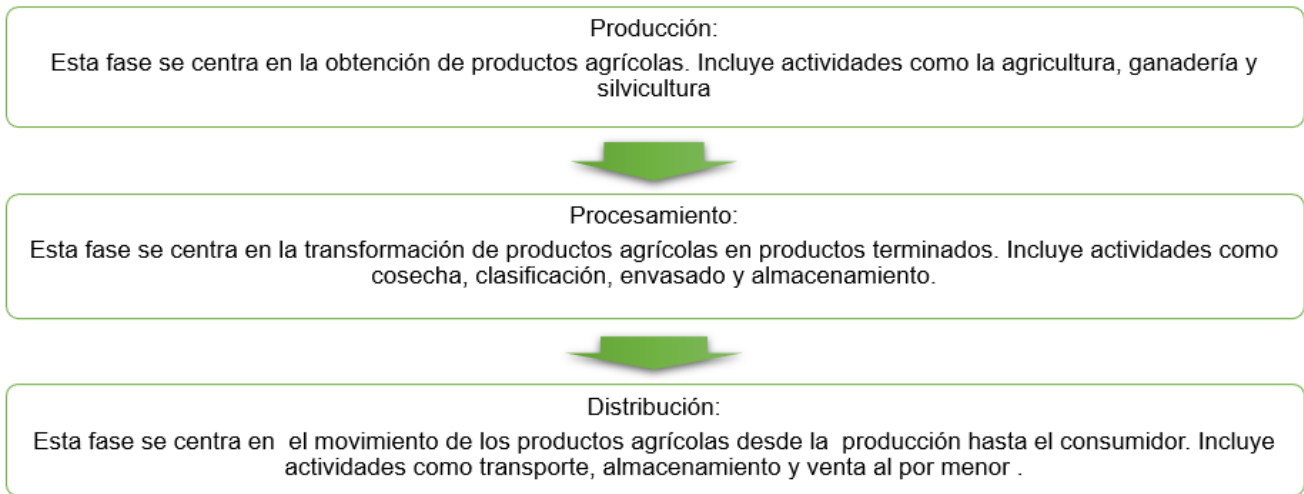 Producción:
Esta fase se centra en la obtención de productos agrícolas. Incluye actividades como la agricultura, ganadería y
silvicultura
Procesamiento:
Esta fase se centra en la transformación de productos agrícolas en productos terminados. Incluye actividades como
cosecha, clasificación, envasado y almacenamiento.
Distribución:
Esta fase se centra en  el movimiento de los productos agrícolas desde la  producción hasta el consumidor. Incluye
actividades como transporte, almacenamiento y venta al por menor .